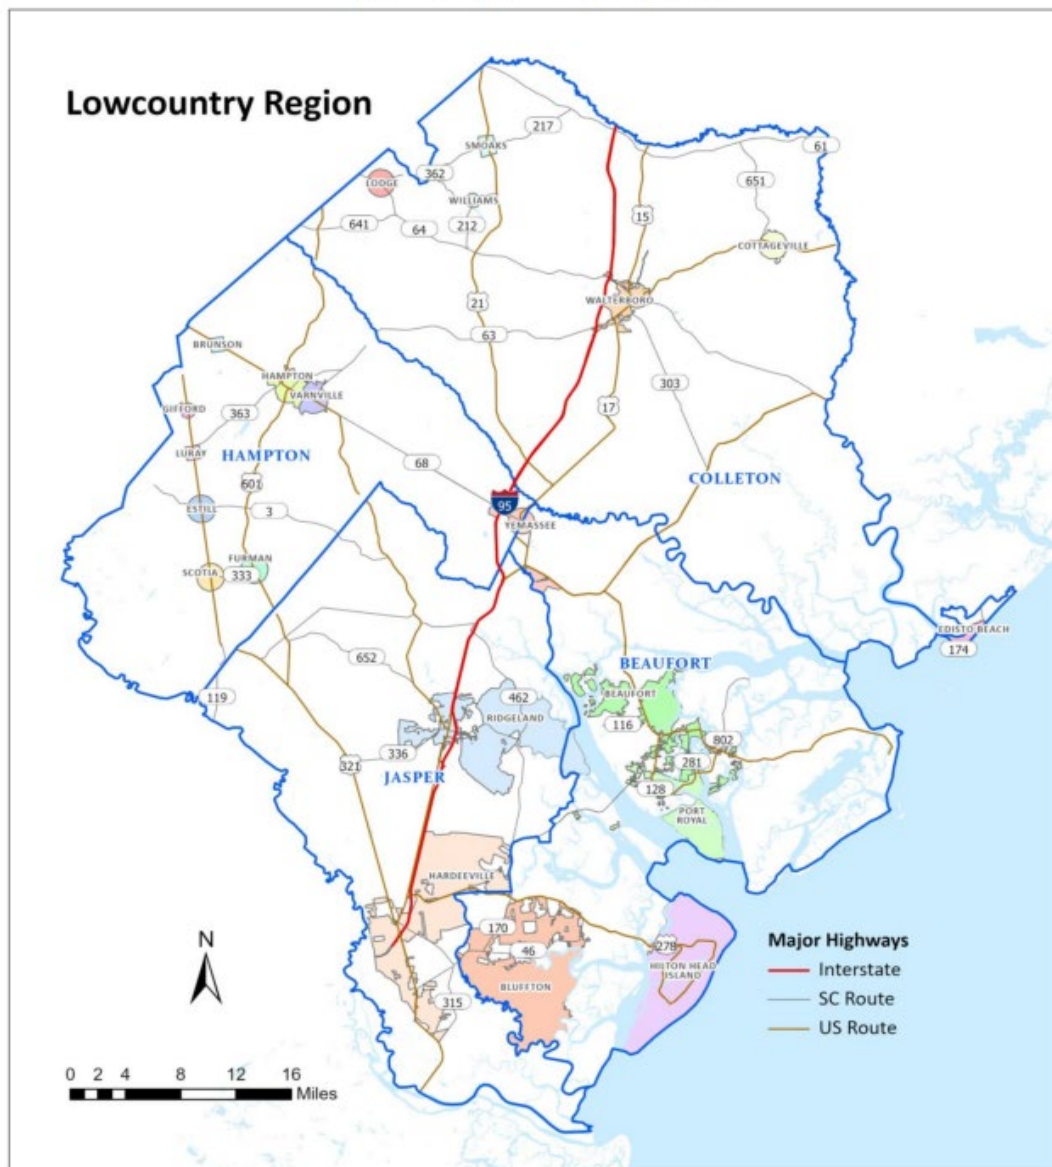 Lowcountry Region
217
61
SMOAKS
362
LODGE
651
WILLIAMS
15
641
64
212
COTTAGEVILLE
21
WALTERBORO
63
BRUNSON
HAMPTON
303
VARNVILLE
17
GIFFORD
363
LURAY
HAMPTON
68
COLLETON
601
95
ESTILL
3
YEMASSEE
FURMAN
SCOTIA
333
EDISTO BEACH
174
652
BEAUFORT
119
462
BEAUFORT
RIDGELAND
116
802
336
321
281
JASPER
128
PORT
ROYAL
HARDEEVILLE
170
278
46
HILTON HEAD
ISLAND
BLUFFTON
315
N
Major Highways
Interstate
SC Route
US Route
0 2 4 8 12 16
Miles